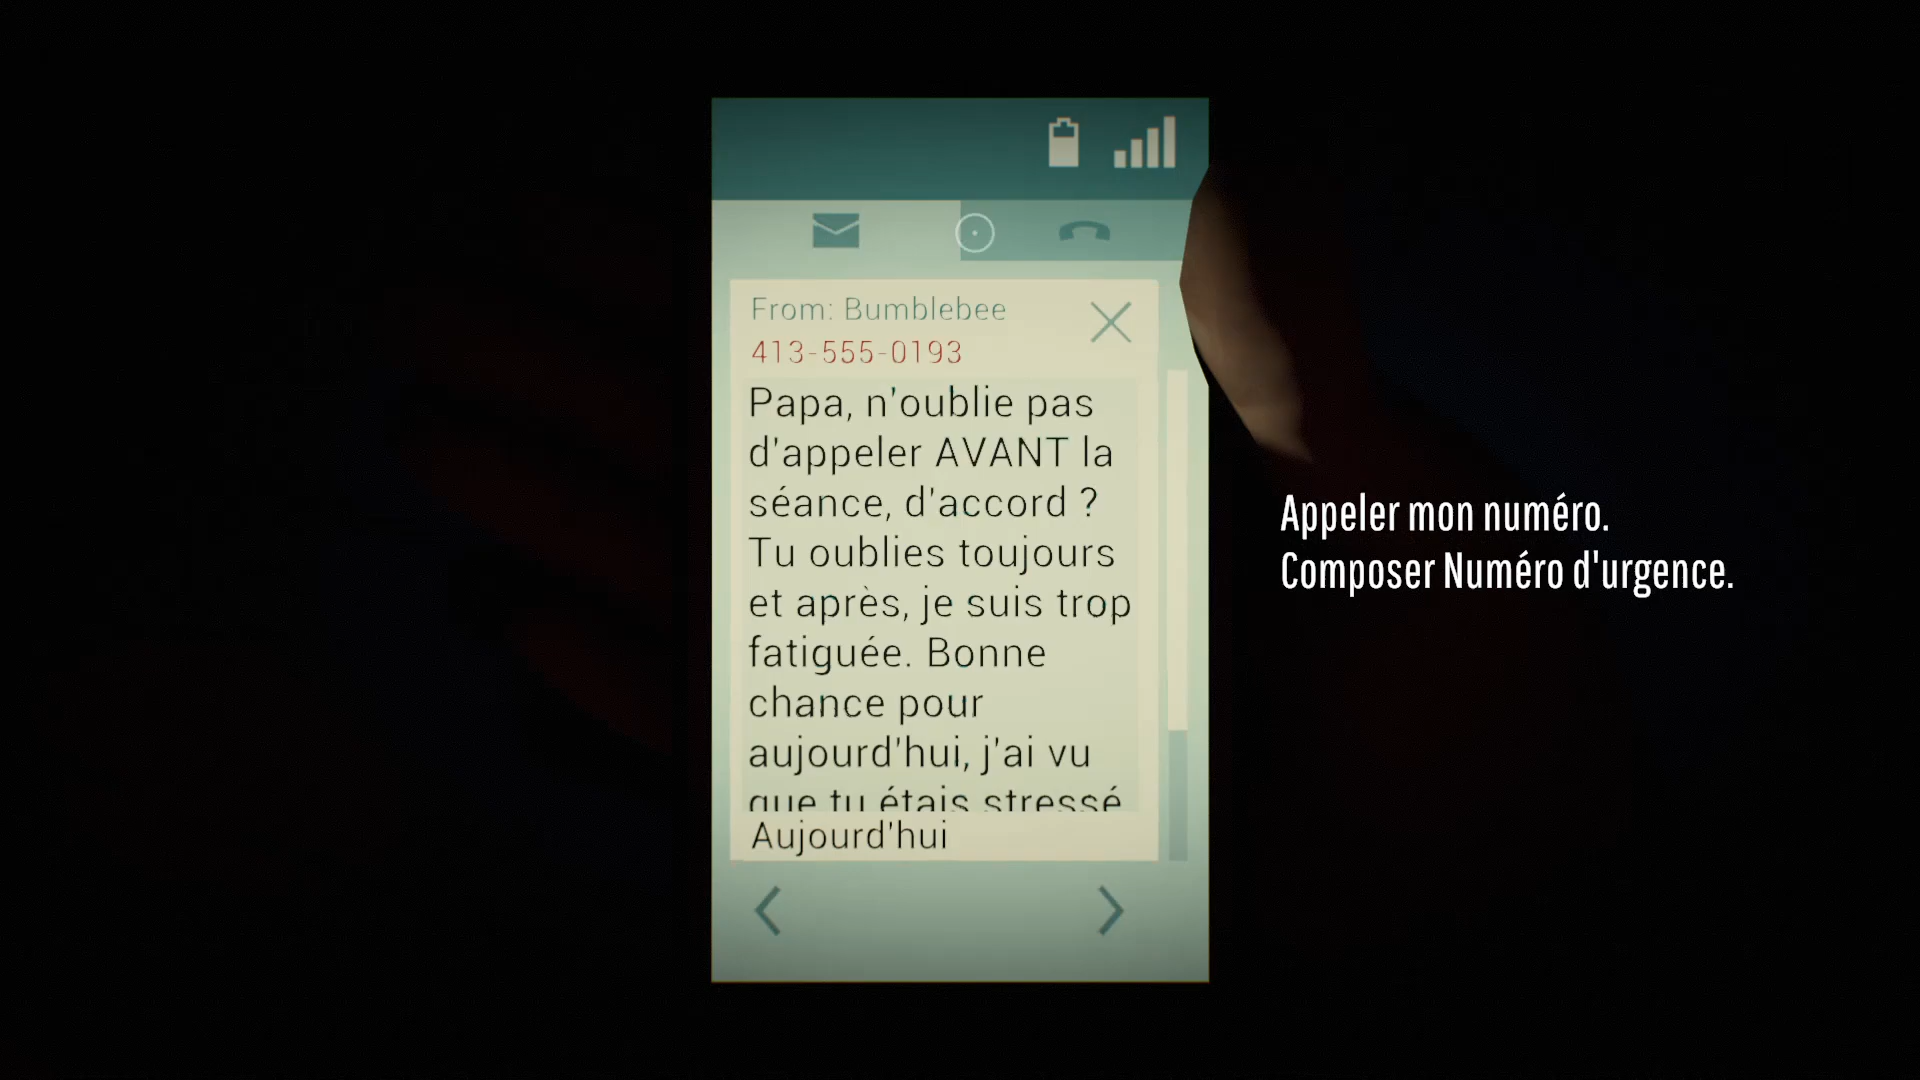 From: Bumblebee
413-555-0193
Papa, n'oublie pas
d'appeler AVANT la
séance, d'accord ?
Tu oublies toujours
et après, je suis trop
fatiguée. Bonne
chance pour
aujourd'hui, j'ai vu
que tu étais stressé
Aujourd'hui
Appeler mon numéro.
Composer Numéro d'urgence.